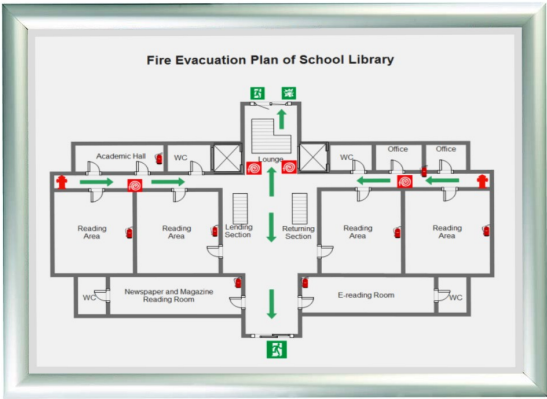 Fire Evacuation Plan of School Library
Academic Hall
WC
Lounge
WC
Office
Office
Reading
Area
Reading
Area
Lending
Section
Returning
Section
Reading
Area
Reading
Area
WC
Newspaper and Magazine
Reading Room
E-reading Room
WC